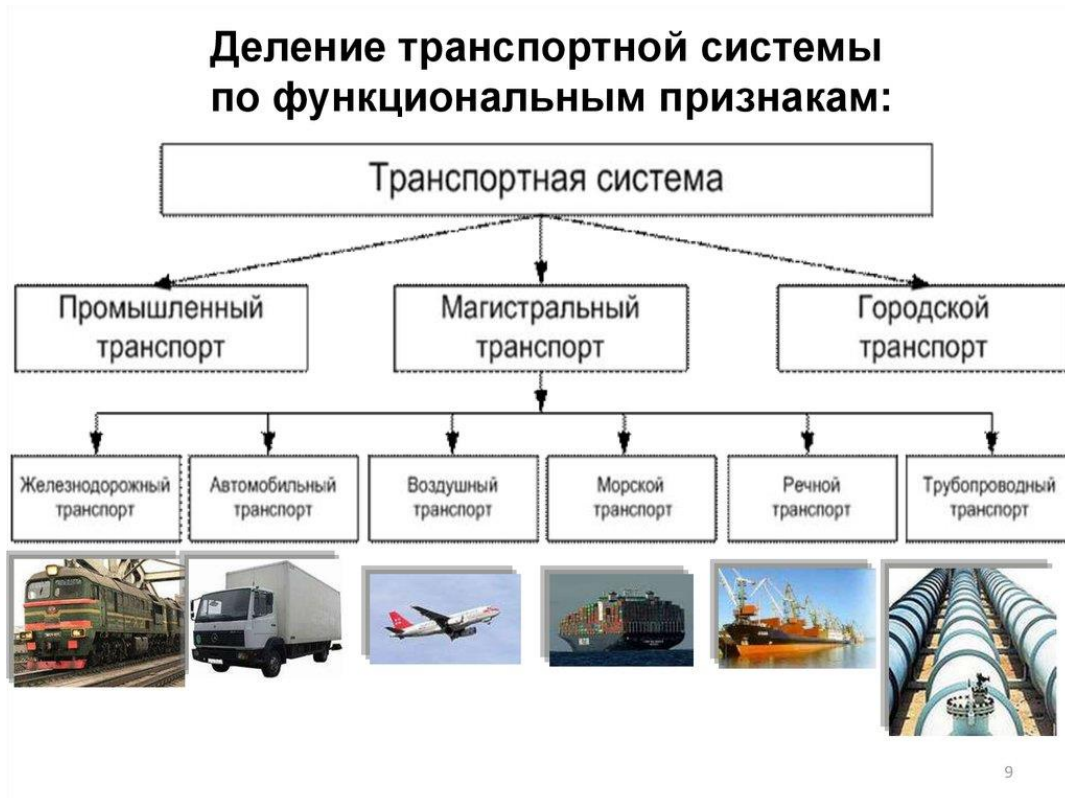 Деление транспортной системы
по функциональным признакам:
Транспортная система
Промышленный
транспорт
Магистральный
транспорт
Городской
транспорт
Железнодорожный
транспорт
Автомобильный
транспорт
Воздушный
транспорт
Морской
транспорт
Речной
транспорт
Трубопроводный
транспорт
9